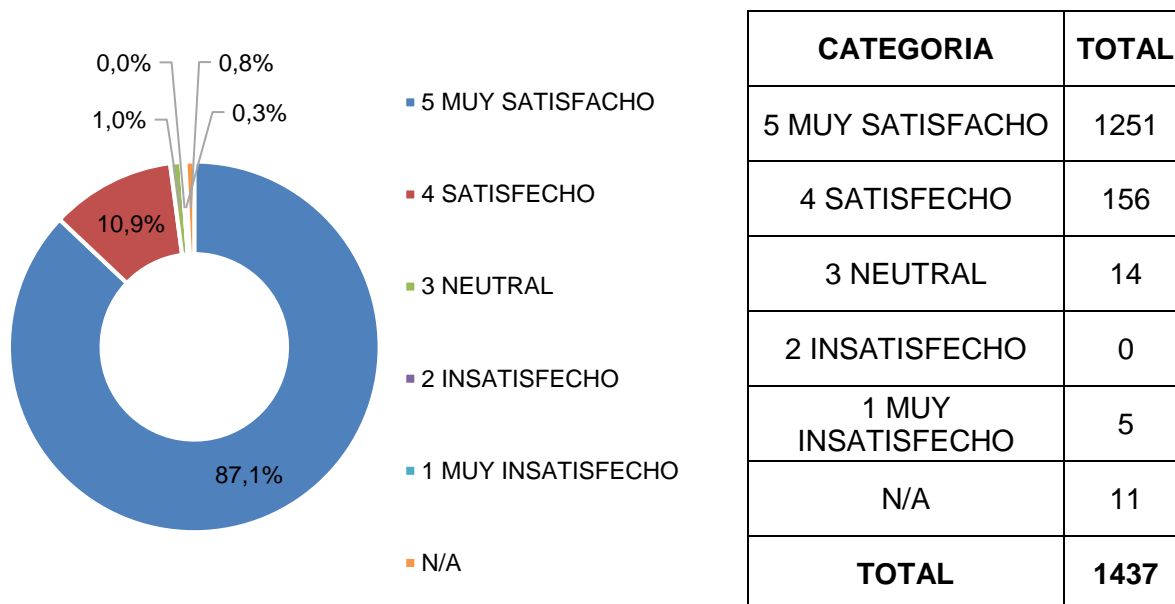 0,0%
0,8%
1,0%
0,3%
10,9%
87,1%
5 MUY SATISFACHO
4 SATISFECHO
3 NEUTRAL
2 INSATISFECHO
1 MUY INSATISFECHO
N/A
CATEGORIA TOTAL
5 MUY SATISFACHO 1251
4 SATISFECHO 156
3 NEUTRAL 14
2 INSATISFECHO 0
1 MUY
INSATISFECHO 5
N/A 11
TOTAL 1437